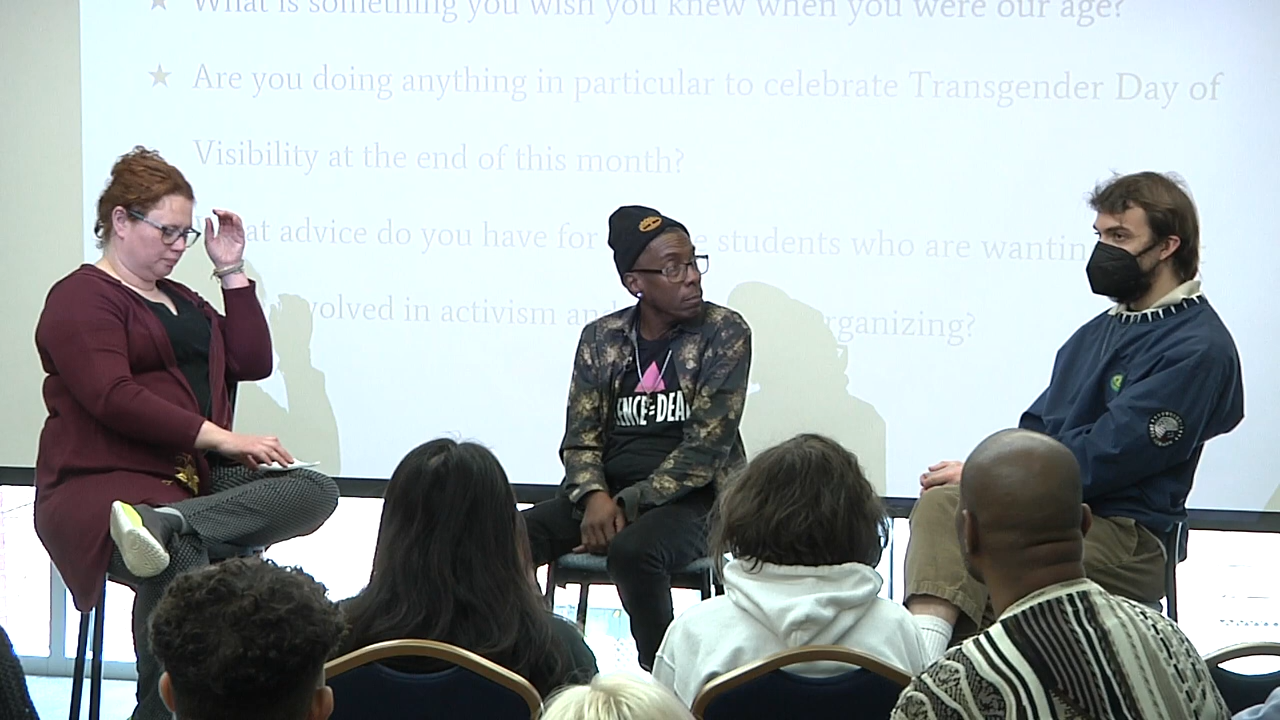 What is something you wish you knew when you were our age?
Are you doing anything in particular to celebrate Transgender Day of
Visibility at the end of this month?
at advice do you have for students who are wantin
volved in activism an rganizing?
ENCE=DEA